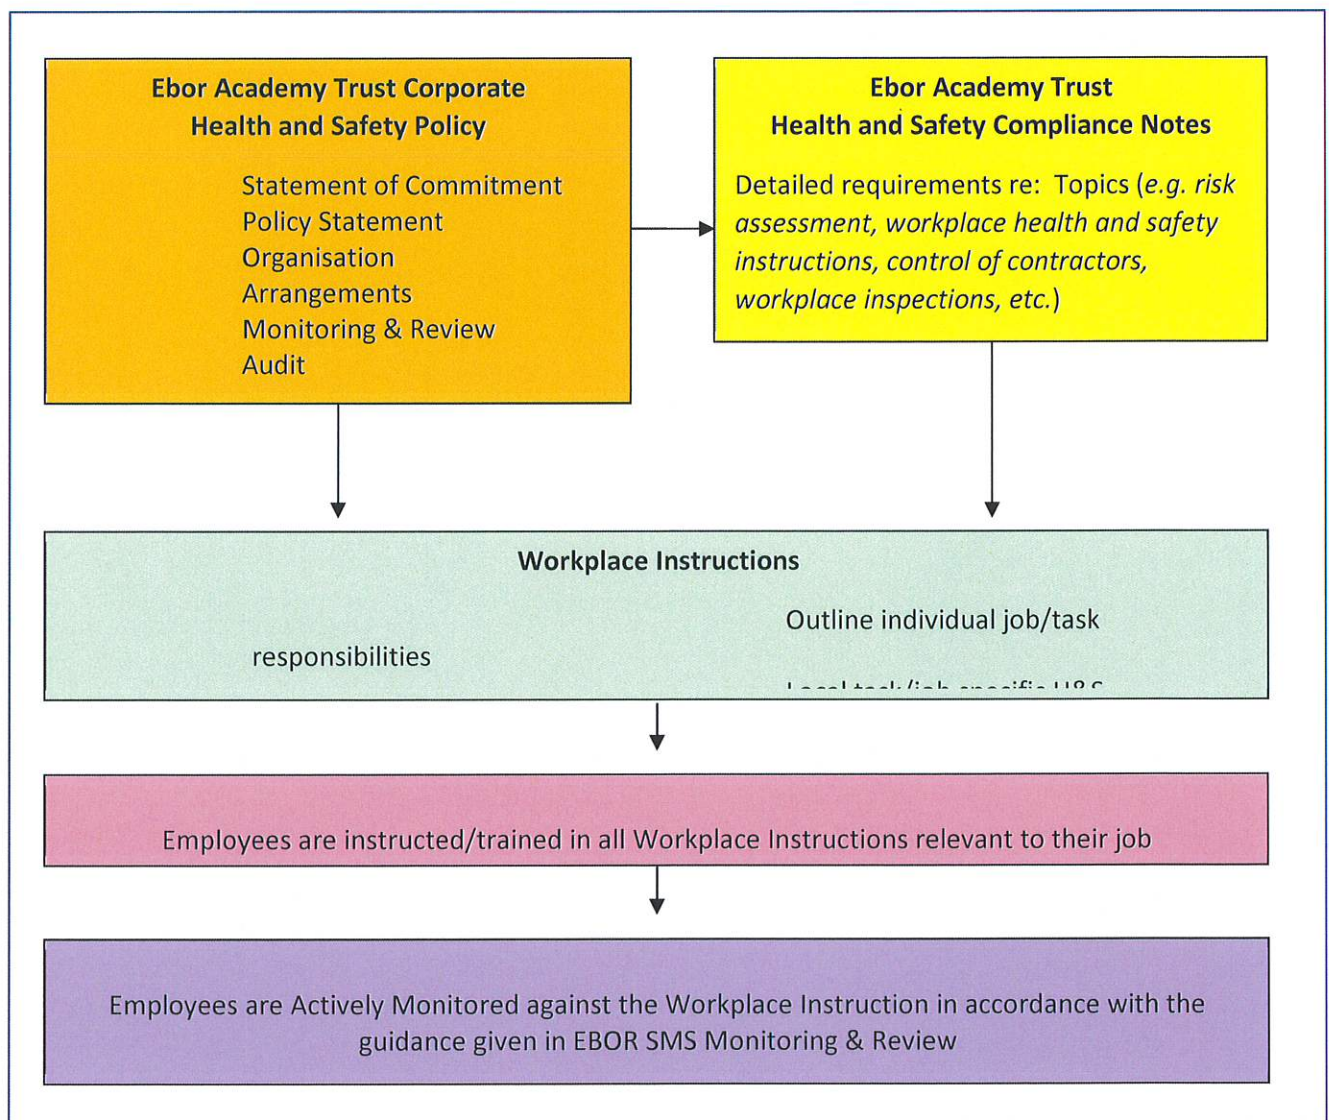 Ebor Academy Trust Corporate
Health and Safety Policy
Statement of Commitment
Policy Statement
Organisation
Arrangements
Monitoring & Review
Audit
Ebor Academy Trust
Health and Safety Compliance Notes
Detailed requirements re: Topics (e.g. risk
assessment, workplace health and safety
instructions, control of contractors,
workplace inspections, etc.)
Workplace Instructions
Outline individual job/task
responsibilities
Local task/job specific H&S
Employees are instructed/trained in all Workplace Instructions relevant to their job
Employees are Actively Monitored against the Workplace Instruction in accordance with the
guidance given in EBOR SMS Monitoring & Review